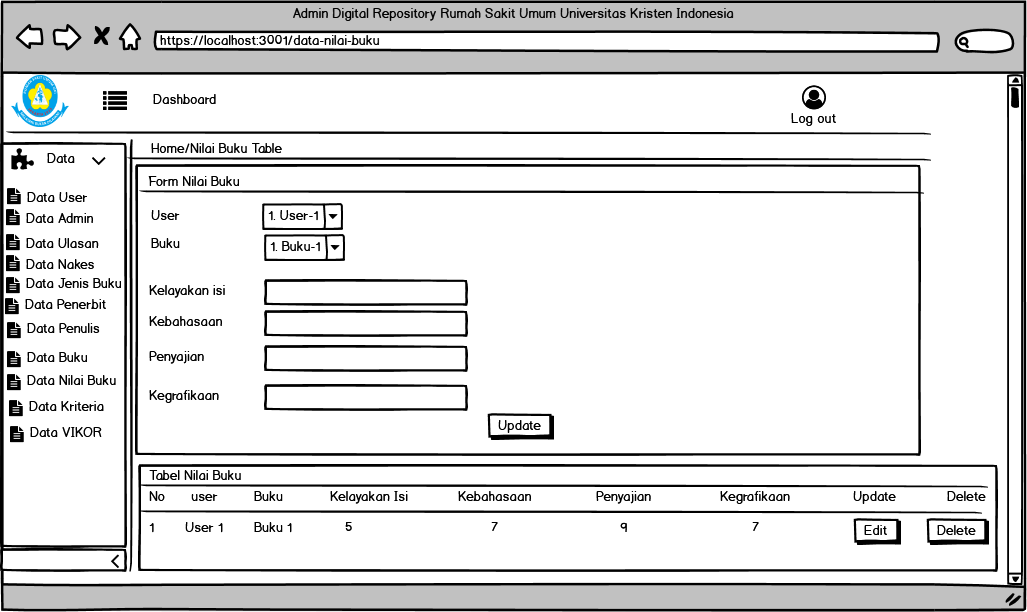 Admin Digital Repository Rumah Sakit Umum Universitas Kristen Indonesia
https://localhost:3001/data-nilai-buku
Dashboard
Log out
Data
Data User
Data Admin
Data Ulasan
Data Nakes
Data Jenis Buku
Data Penerbit
Data Penulis
Data Buku
Data Nilai Buku
Data Kriteria
Data VIKOR
Home/Nilai Buku Table
Form Nilai Buku
User 1. User-1
Buku 1. Buku-1
Kelayakan isi
Kebahasaan
Penyajian
Kegrafikaan
Update
Tabel Nilai Buku
No user Buku Kelayakan Isi Kebahasaan Penyajian Kegrafikaan Update Delete
1 User 1 Buku 1 5 7 9 7 Edit Delete